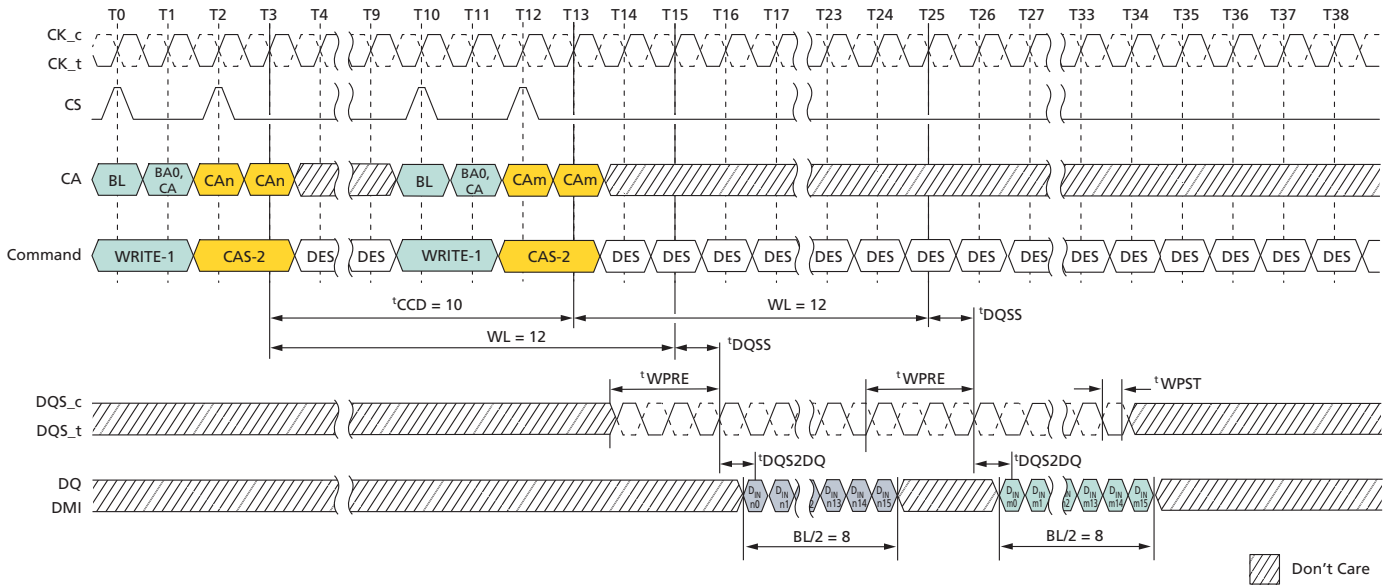 T0 T1 T2 T3 T4 T9 T10 T11 T12 T13 T14 T15 T16 T17 T23 T24 T25 T26 T27 T33 T34 T35 T36 T37 T38
CK_c
CK_t
CS
CA BL BA0, CA CAn CAn BL BA0, CA CAm CAm
Command WRITE-1 CAS-2 DES DES WRITE-1 CAS-2 DES DES DES DES DES DES DES DES DES DES DES DES DES DES DES
tCCD = 10 WL = 12 tDQSS
WL = 12 tDQSS
tWPRE tWPRE tWPST
DQS_c
DQS_t
tDQS2DQ tDQS2DQ
DQ
DMI
DIN n0 DIN n1 DIN n13 DIN n14 DIN n15 DIN m0 DIN m1 DIN m13 DIN m14 DIN m15
BL/2 = 8 BL/2 = 8
Don't Care